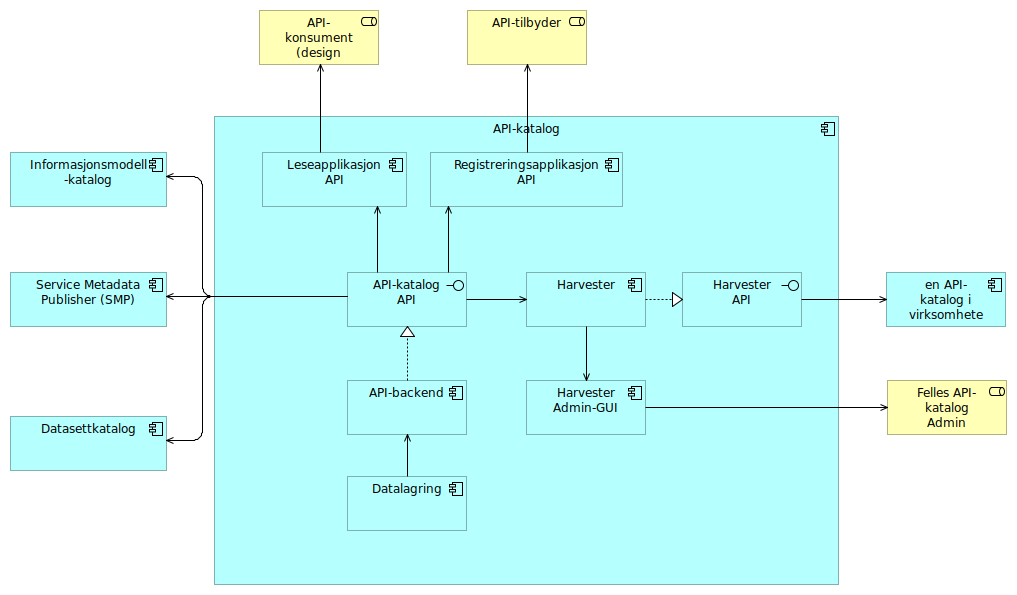 API-
konsument
(design
API-tilbyder
API-katalog
Informasjonsmodell
-katalog
Leseapplikasjon
API
Registreringsapplikasjon
API
Service Metadata
Publisher (SMP)
API-katalog
API
Harvester
Harvester
API
en API-
katalog i
virksomhete
API-backend
Harvester
Admin-GUI
Felles API-
katalog
Admin
Datasettkatalog
Datalagring